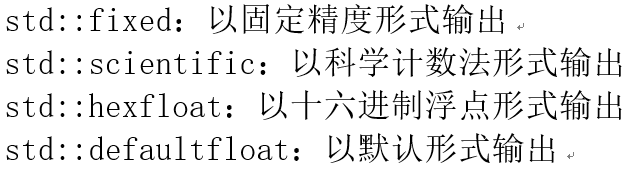 std::fixed：以固定精度形式输出
std::scientific：以科学计数法形式输出
std::hexfloat：以十六进制浮点形式输出
std::defaultfloat：以默认形式输出